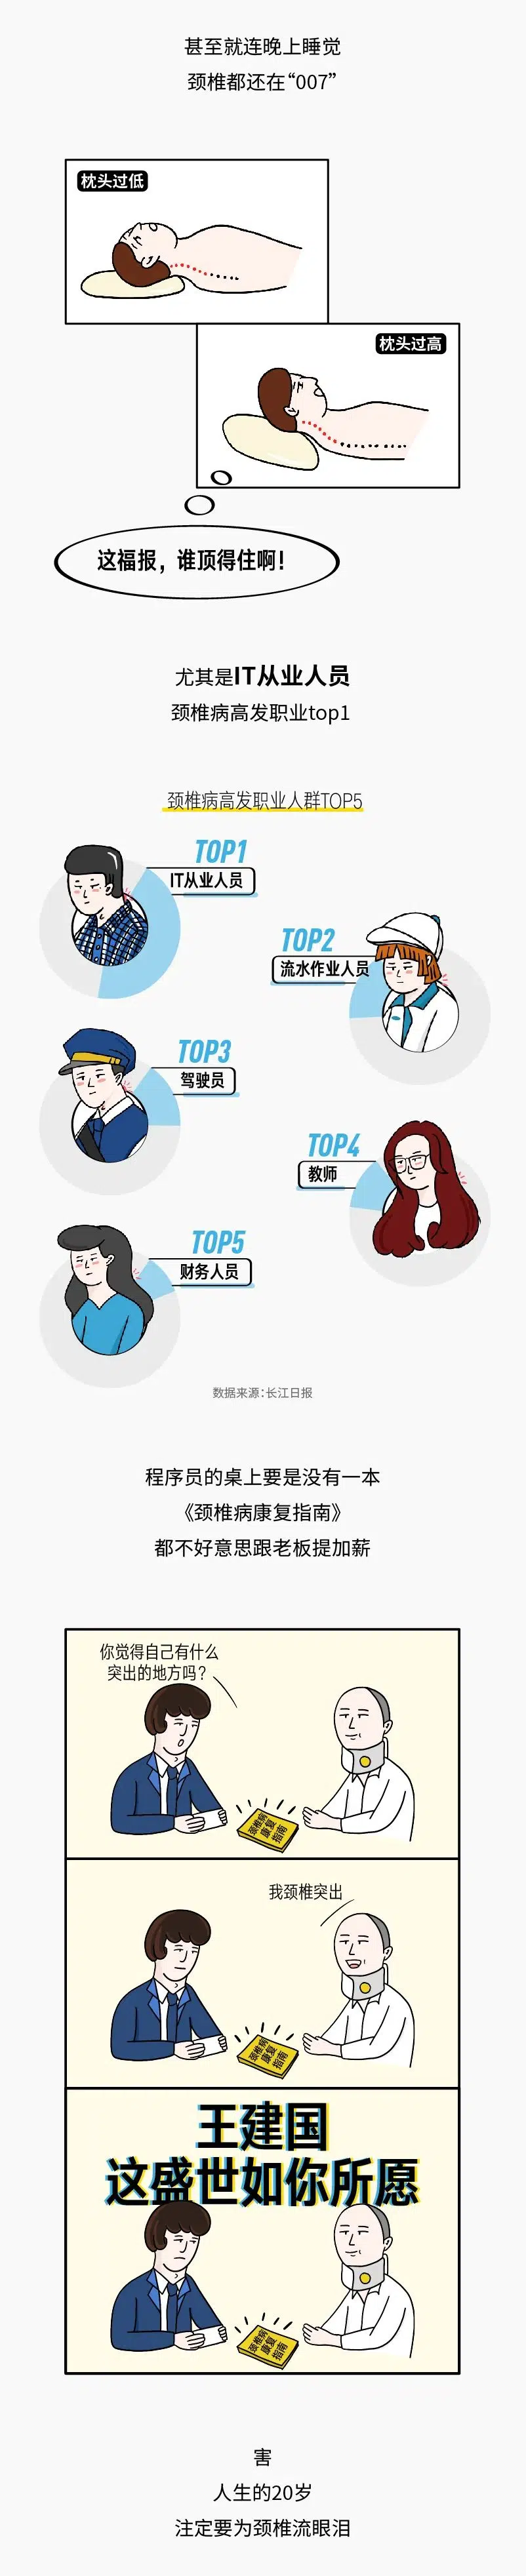 甚至就连晚上睡觉
颈椎都还在“007”
枕头过低
枕头过高
这福报，谁顶得住啊！
尤其是IT从业人员
颈椎病高发职业top1
颈椎病高发职业人群TOP5
TOP1
IT从业人员
TOP2
流水作业人员
TOP3
驾驶员
TOP4
教师
TOP5
财务人员
数据来源：长江日报
程序员的桌上要是没有一本
《颈椎病康复指南》
都不好意思跟老板提加薪
你觉得自己有什么
突出的地方吗？
颈椎病
康复
指南
我颈椎突出
颈椎病
康复
指南
王建国
这盛世如你所愿
颈椎病
康复
指南
害
人生的20岁
注定要为颈椎流眼泪